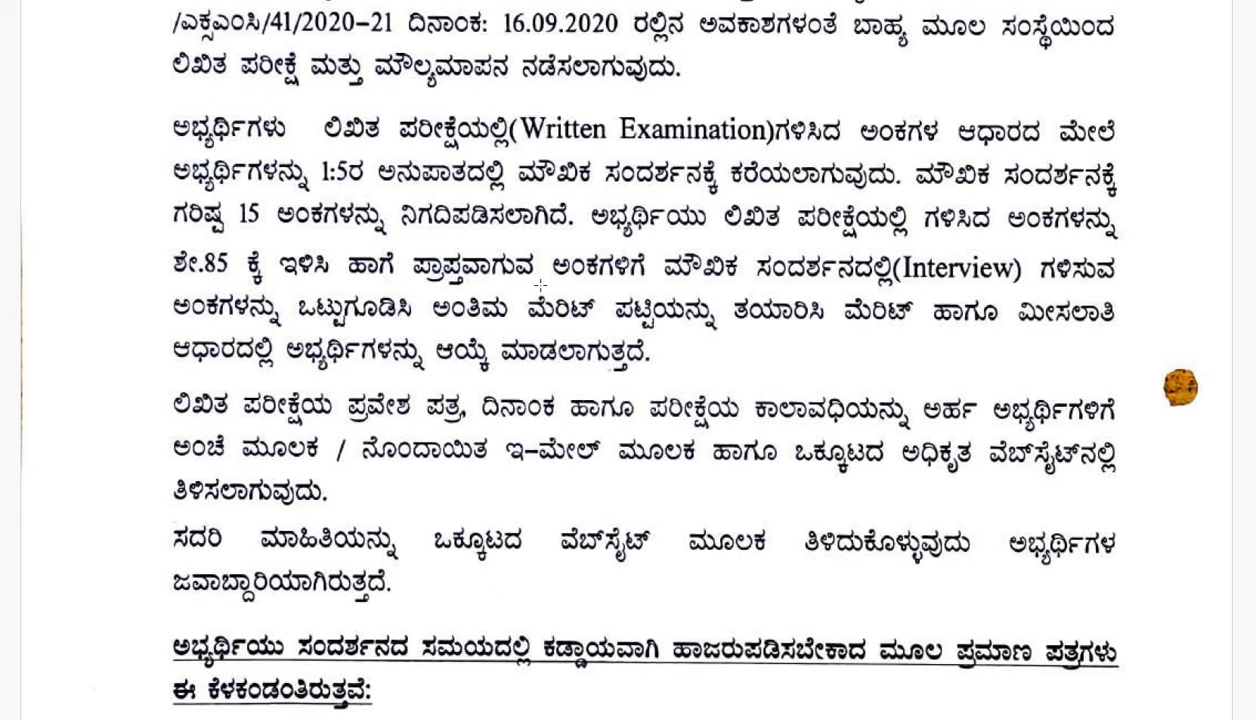 /ಎಕ್ಸಎಂಸಿ/41/2020–21 ದಿನಾಂಕ: 16.09.2020 ರಲ್ಲಿನ ಅವಕಾಶಗಳಂತೆ ಬಾಹ್ಯ ಮೂಲ ಸಂಸ್ಥೆಯಿಂದ
ಲಿಖಿತ ಪರೀಕ್ಷೆ ಮತ್ತು ಮೌಲ್ಯಮಾಪನ ನಡೆಸಲಾಗುವುದು.
ಅಭ್ಯರ್ಥಿಗಳು ಲಿಖಿತ ಪರೀಕ್ಷೆಯಲ್ಲಿ(Written Examination)ಗಳಿಸಿದ ಅಂಕಗಳ ಆಧಾರದ ಮೇಲೆ
ಅಭ್ಯರ್ಥಿಗಳನ್ನು 1:5ರ ಅನುಪಾತದಲ್ಲಿ ಮೌಖಿಕ ಸಂದರ್ಶನಕ್ಕೆ ಕರೆಯಲಾಗುವುದು. ಮೌಖಿಕ ಸಂದರ್ಶನಕ್ಕೆ
ಗರಿಷ್ಠ 15 ಅಂಕಗಳನ್ನು ನಿಗದಿಪಡಿಸಲಾಗಿದೆ. ಅಭ್ಯರ್ಥಿಯು ಲಿಖಿತ ಪರೀಕ್ಷೆಯಲ್ಲಿ ಗಳಿಸಿದ ಅಂಕಗಳನ್ನು
ಶೇ.85 ಕ್ಕೆ ಇಳಿಸಿ ಹಾಗೆ ಪ್ರಾಪ್ತವಾಗುವ ಅಂಕಗಳಿಗೆ ಮೌಖಿಕ ಸಂದರ್ಶನದಲ್ಲಿ(Interview) ಗಳಿಸುವ
ಅಂಕಗಳನ್ನು ಒಟ್ಟುಗೂಡಿಸಿ ಅಂತಿಮ ಮೆರಿಟ್ ಪಟ್ಟಿಯನ್ನು ತಯಾರಿಸಿ ಮೆರಿಟ್ ಹಾಗೂ ಮೀಸಲಾತಿ
ಆಧಾರದಲ್ಲಿ ಅಭ್ಯರ್ಥಿಗಳನ್ನು ಆಯ್ಕೆ ಮಾಡಲಾಗುತ್ತದೆ.
ಲಿಖಿತ ಪರೀಕ್ಷೆಯ ಪ್ರವೇಶ ಪತ್ರ, ದಿನಾಂಕ ಹಾಗೂ ಪರೀಕ್ಷೆಯ ಕಾಲಾವಧಿಯನ್ನು ಅರ್ಹ ಅಭ್ಯರ್ಥಿಗಳಿಗೆ
ಅಂಚೆ ಮೂಲಕ / ನೊಂದಾಯಿತ ಇ–ಮೇಲ್ ಮೂಲಕ ಹಾಗೂ ಒಕ್ಕೂಟದ ಅಧಿಕೃತ ವೆಬ್‌ಸೈಟ್‌ನಲ್ಲಿ
ತಿಳಿಸಲಾಗುವುದು.
ಸದರಿ ಮಾಹಿತಿಯನ್ನು ಒಕ್ಕೂಟದ ವೆಬ್‌ಸೈಟ್ ಮೂಲಕ ತಿಳಿದುಕೊಳ್ಳುವುದು ಅಭ್ಯರ್ಥಿಗಳ
ಜವಾಬ್ದಾರಿಯಾಗಿರುತ್ತದೆ.
ಅಭ್ಯರ್ಥಿಯು ಸಂದರ್ಶನದ ಸಮಯದಲ್ಲಿ ಕಡ್ಡಾಯವಾಗಿ ಹಾಜರುಪಡಿಸಬೇಕಾದ ಮೂಲ ಪ್ರಮಾಣ ಪತ್ರಗಳು
ಈ ಕೆಳಕಂಡಂತಿರುತ್ತವೆ: